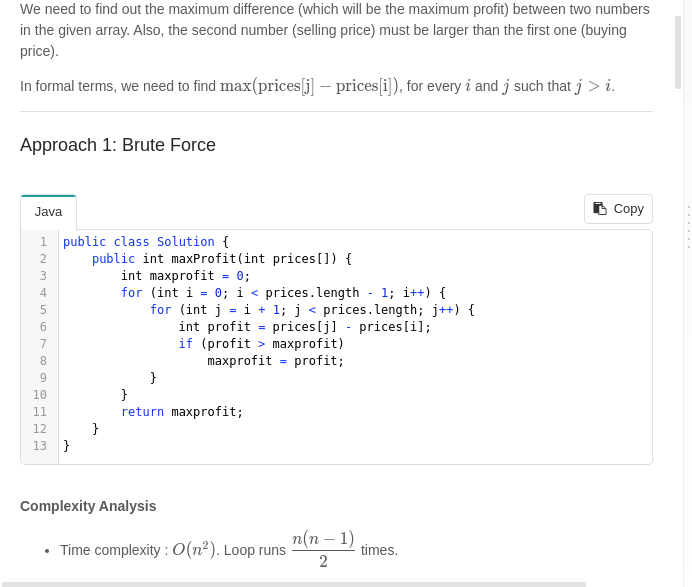 We need to find out the maximum difference (which will be the maximum profit) between two numbers
in the given array. Also, the second number (selling price) must be larger than the first one (buying
price).
In formal terms, we need to find max(prices[j] − prices[i]), for every i and j such that j > i.
Approach 1: Brute Force
Java
Copy
1 public class Solution {
2     public int maxProfit(int prices[]) {
3         int maxprofit = 0;
4         for (int i = 0; i < prices.length - 1; i++) {
5             for (int j = i + 1; j < prices.length; j++) {
6                 int profit = prices[j] - prices[i];
7                 if (profit > maxprofit)
8                     maxprofit = profit;
9             }
10         }
11         return maxprofit;
12     }
13 }
Complexity Analysis
• Time complexity : O(n²). Loop runs n(n − 1)/2 times.